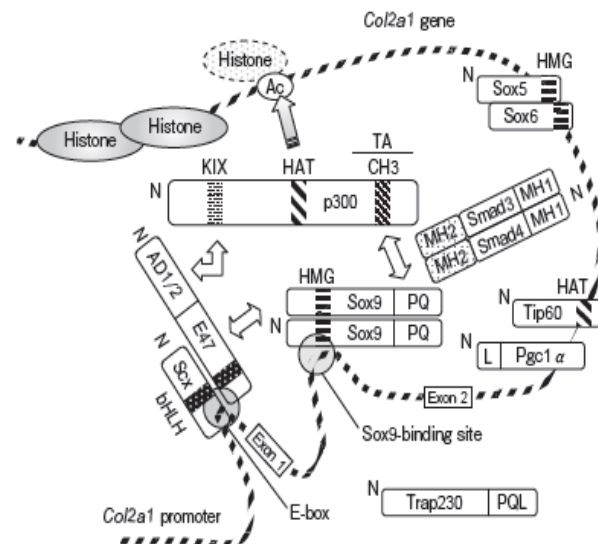 Col2a1 gene
Histone
Ac
Histone
Histone
HMG
N
Sox5
Sox6
TA
KIX
HAT
CH3
N
p300
MH2
Smad3
MH1
MH2
Smad4
MH1
N
N
AD1/2
E47
N
Scx
bHLH
HMG
Sox9
PQ
N
Sox9
PQ
HAT
N
Tip60
N
L
Pgc1 α
Exon 2
Exon 1
Sox9-binding site
E-box
Col2a1 promoter
N
Trap230
PQL